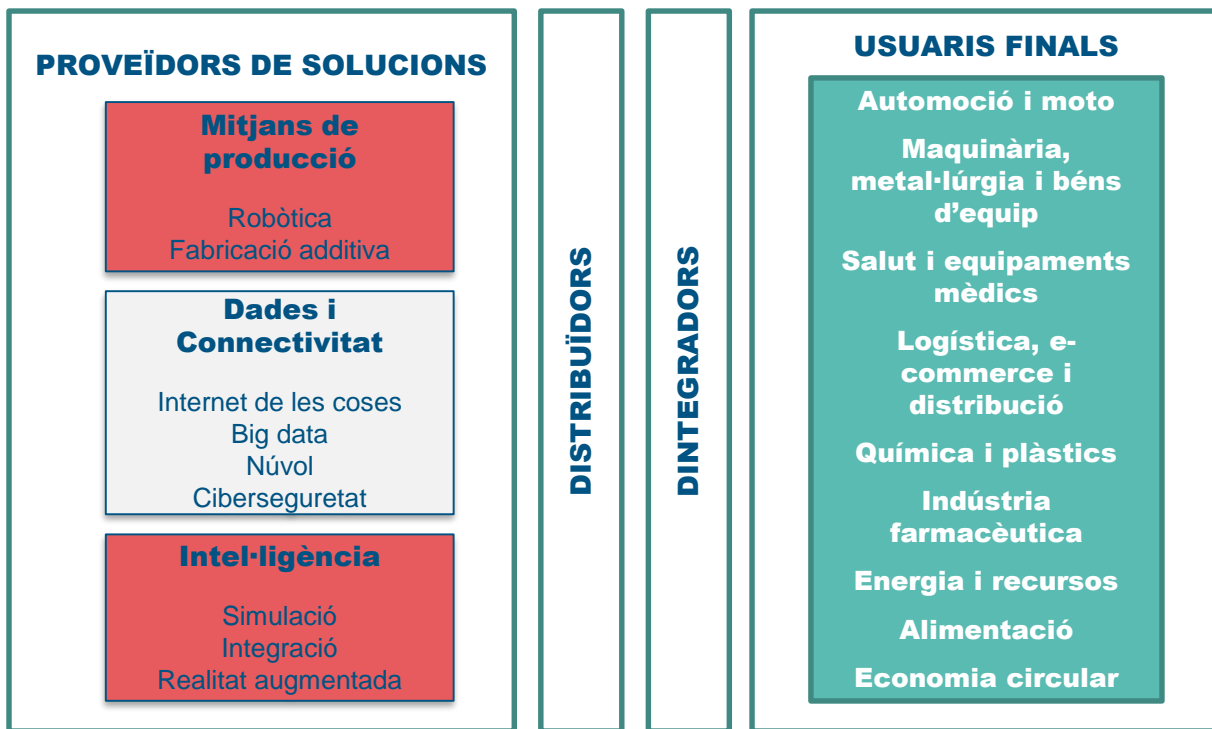 PROVEÏDORS DE SOLUCIONS
Mitjans de
producció
Robòtica
Fabricació additiva
Dades i
Connectivitat
Internet de les coses
Big data
Núvol
Ciberseguretat
Intel·ligència
Simulació
Integració
Realitat augmentada
DISTRIBUÏDORS
DINTEGRADORS
USUARIS FINALS
Automoció i moto
Maquinària,
metal·lúrgia i béns
d’equip
Salut i equipaments
mèdics
Logística, e-
commerce i
distribució
Química i plàstics
Indústria
farmacèutica
Energia i recursos
Alimentació
Economia circular